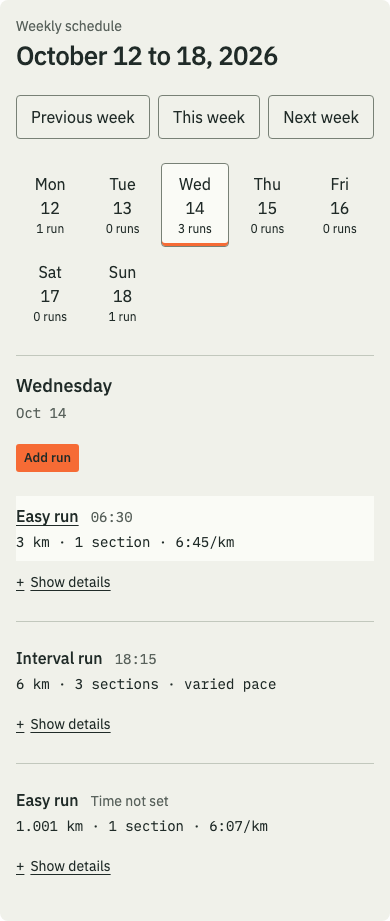 Weekly schedule
October 12 to 18, 2026
Previous week
This week
Next week
Mon
12
1 run
Tue
13
0 runs
Wed
14
3 runs
Thu
15
0 runs
Fri
16
0 runs
Sat
17
0 runs
Sun
18
1 run
Wednesday
Oct 14
Add run
Easy run 06:30
3 km · 1 section · 6:45/km
+ Show details
Interval run 18:15
6 km · 3 sections · varied pace
+ Show details
Easy run Time not set
1.001 km · 1 section · 6:07/km
+ Show details